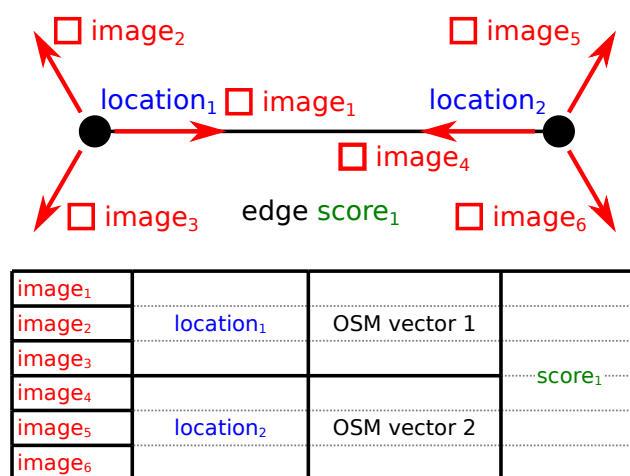 image₂ image₅
location₁ image₁ location₂
image₄
image₃ edge score₁ image₆
image₁
image₂ location₁ OSM vector 1
image₃
score₁
image₄
image₅ location₂ OSM vector 2
image₆